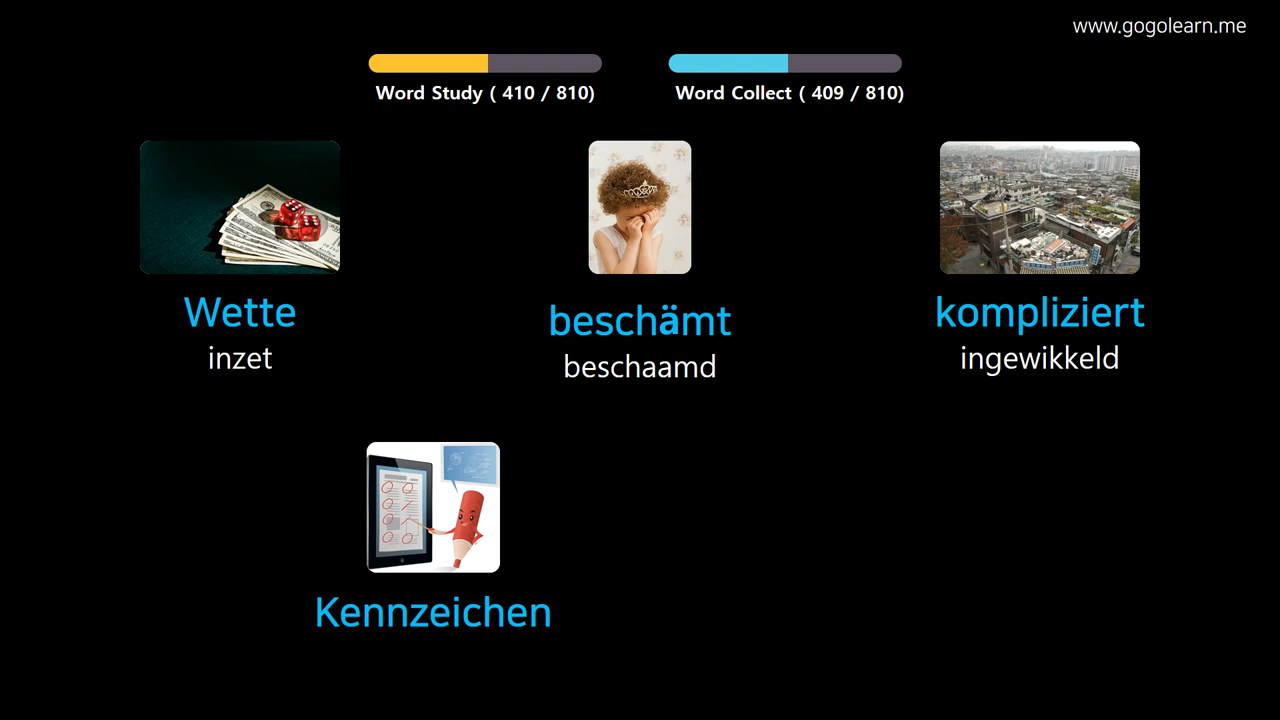 www.gogolearn.me
Word Study ( 410 / 810)
Word Collect ( 409 / 810)
Wette
inzet
beschämt
beschaamd
kompliziert
ingewikkeld
Kennzeichen